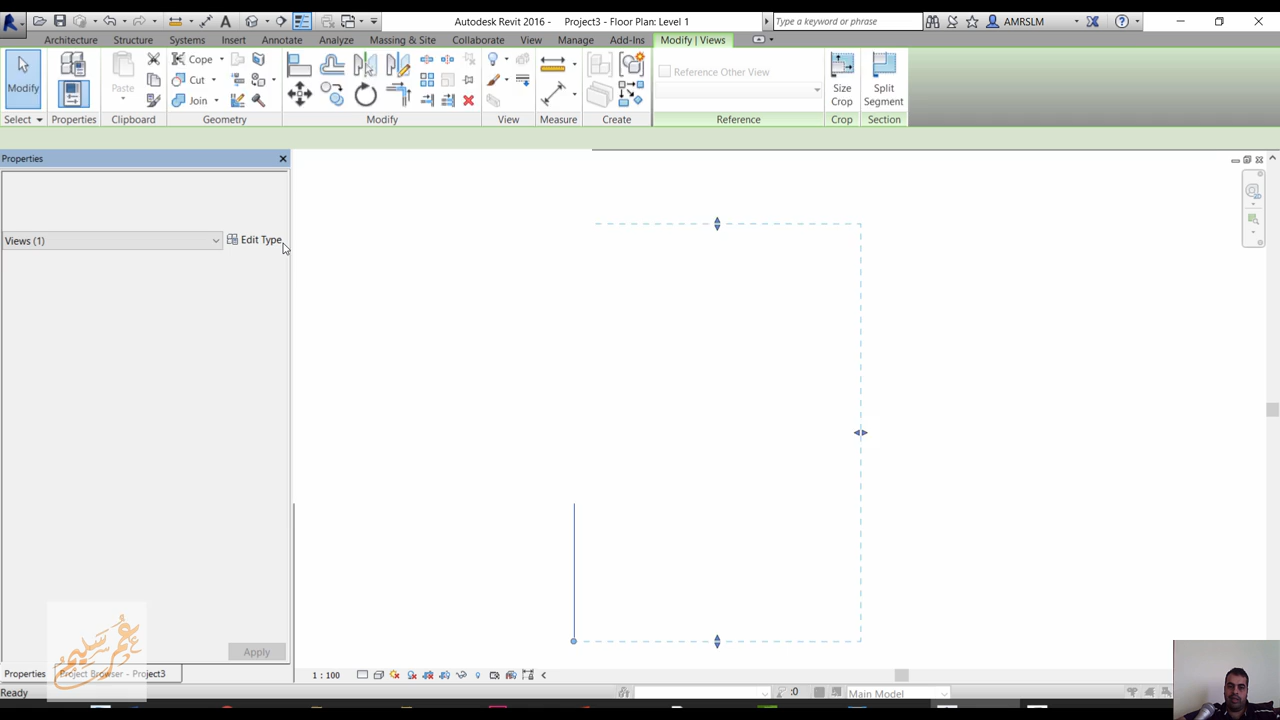 Autodesk Revit 2016 - Project3 - Floor Plan: Level 1
Type a keyword or phrase
AMRSLM
Architecture Structure Systems Insert Annotate Analyze Massing & Site Collaborate View Manage Add-Ins Modify | Views
Modify
Paste
Cope
Cut
Join
Reference Other View
Size Crop
Split Segment
Select Properties Clipboard Geometry Modify View Measure Create Reference Crop Section
Properties
Views (1)
Edit Type
Apply
Properties Project Browser - Project3
1 : 100
Ready
:0
Main Model
عمر سليم